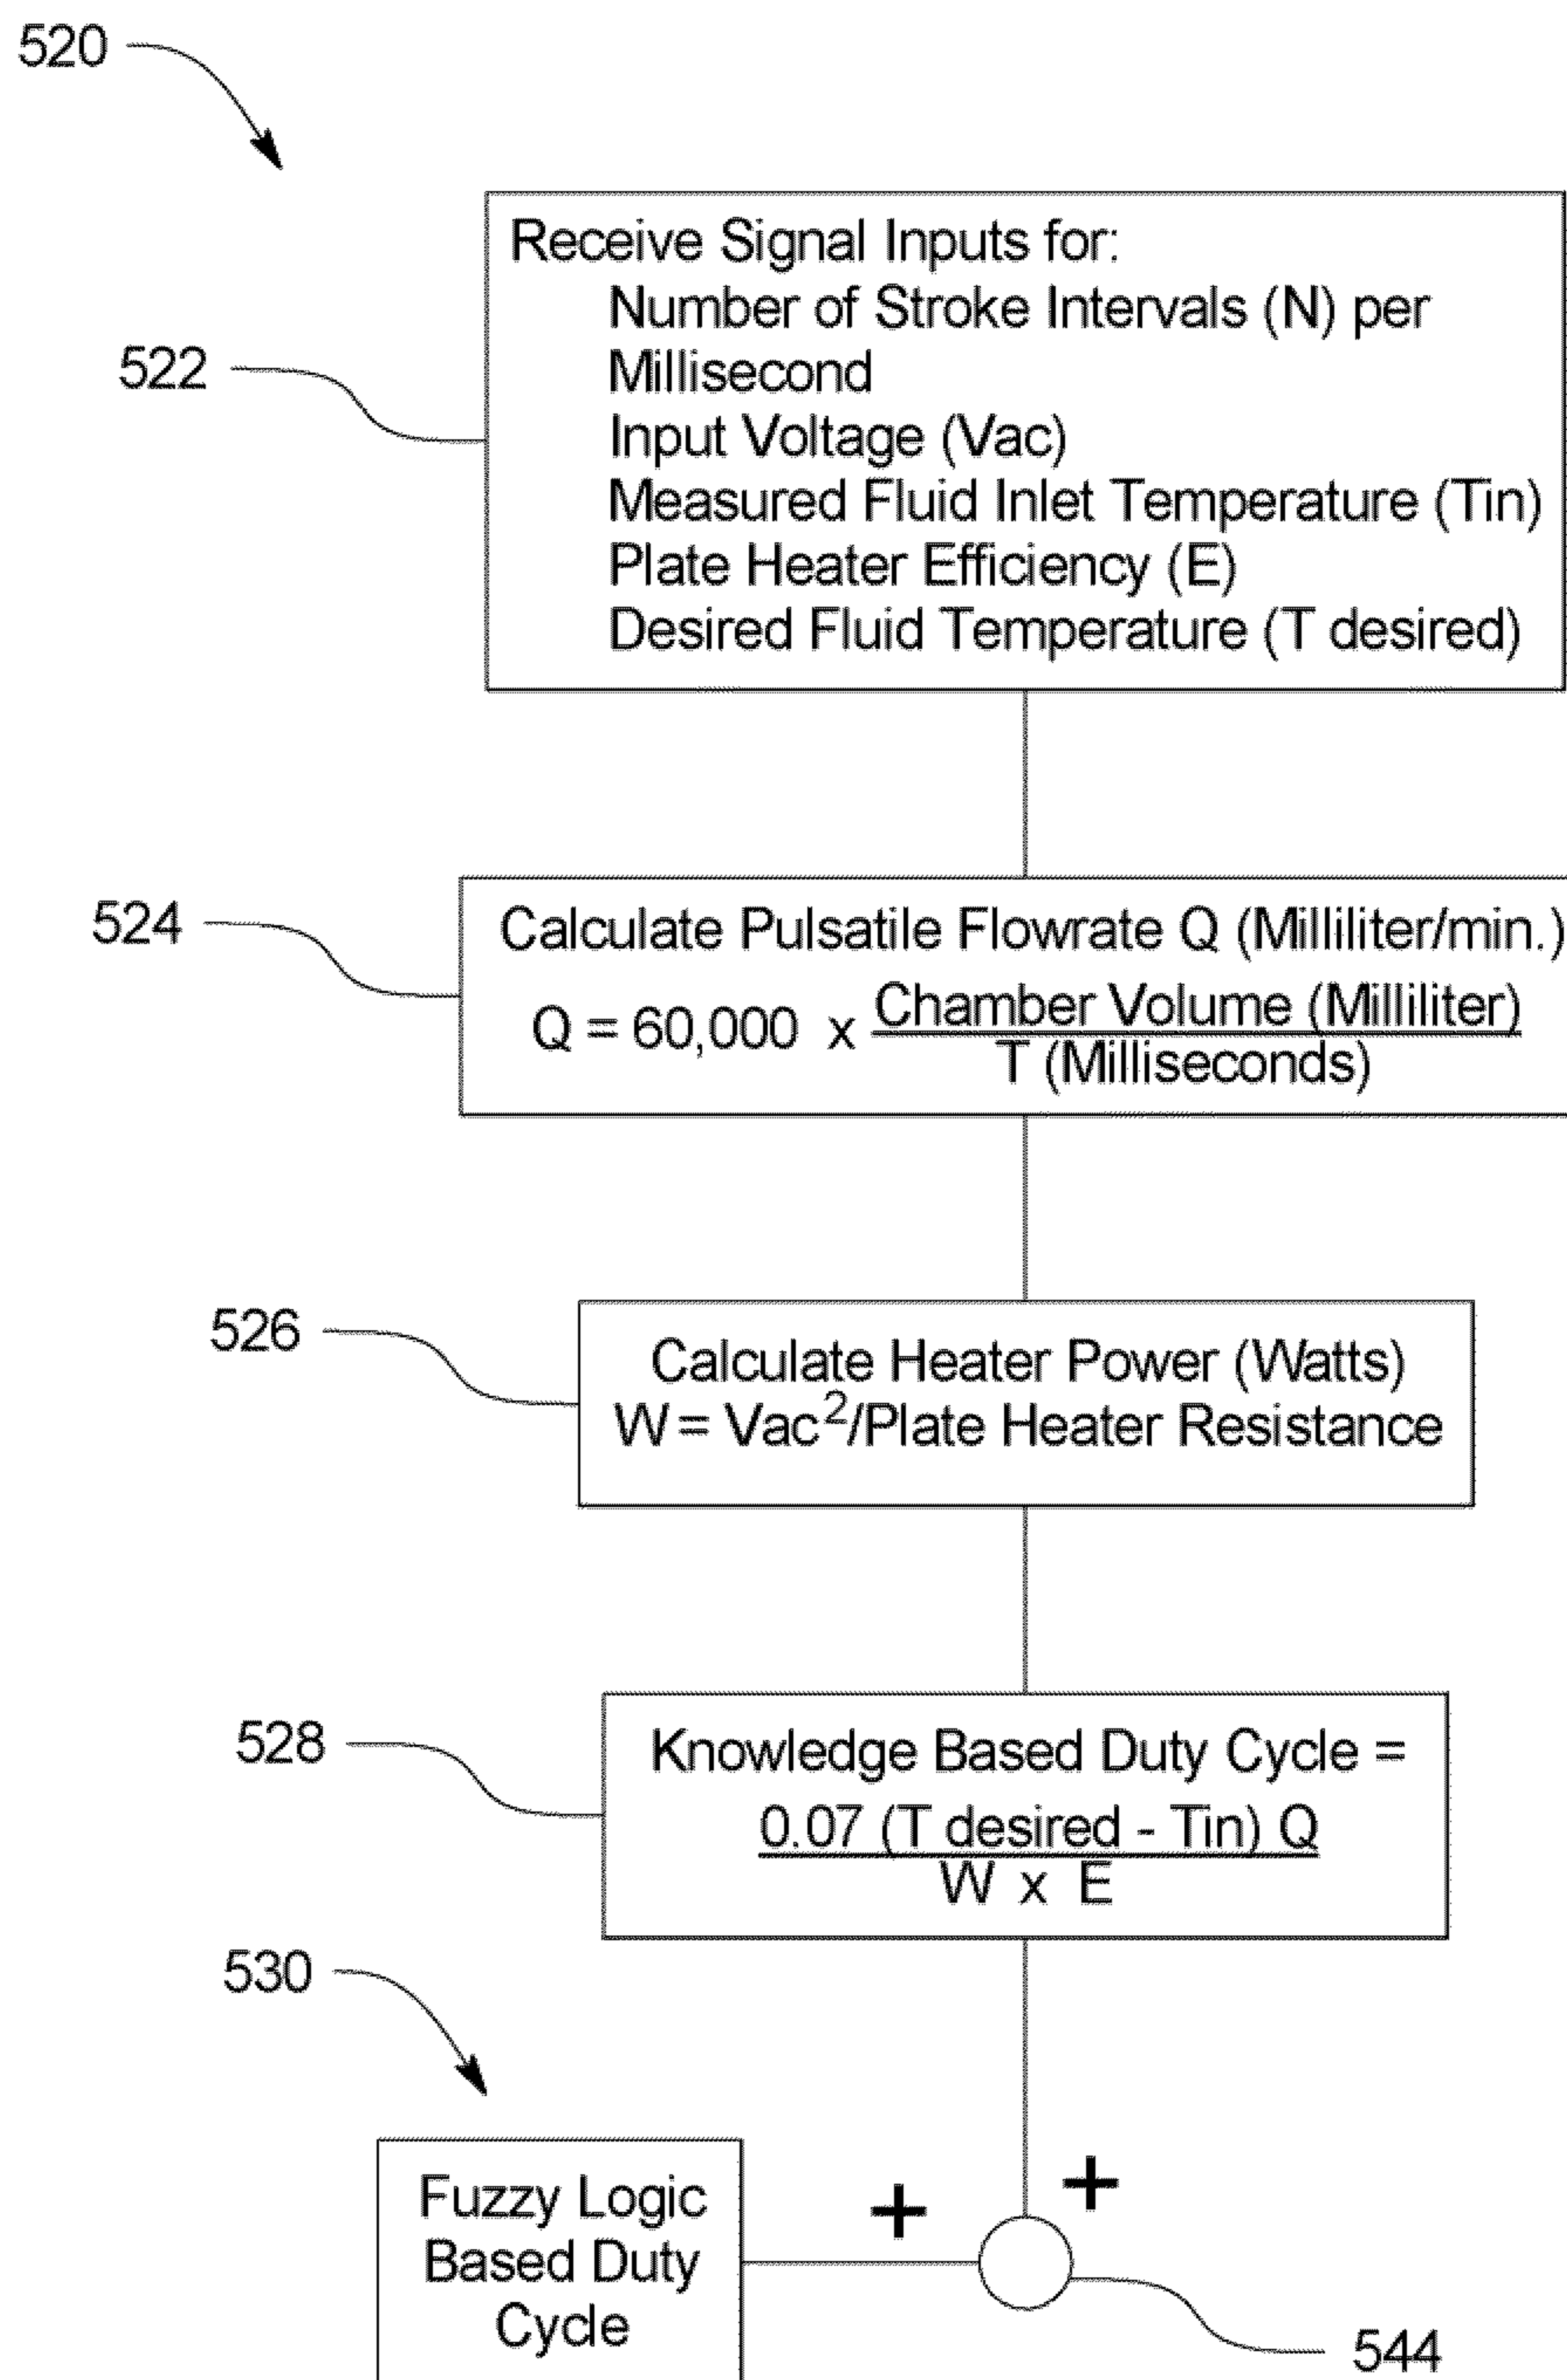 520
Receive Signal Inputs for:
Number of Stroke Intervals (N) per
Millisecond
522
Input Voltage (Vac)
Measured Fluid Inlet Temperature (Tin)
Plate Heater Efficiency (E)
Desired Fluid Temperature (T desired)
524
Calculate Pulsatile Flowrate Q (Milliliter/min.)
Q = 60,000 x Chamber Volume (Milliliter)
T (Milliseconds)
526
Calculate Heater Power (Watts)
W = Vac²/Plate Heater Resistance
528
Knowledge Based Duty Cycle =
0.07 (T desired - Tin) Q
W x E
530
+
+
Fuzzy Logic
Based Duty
Cycle
544